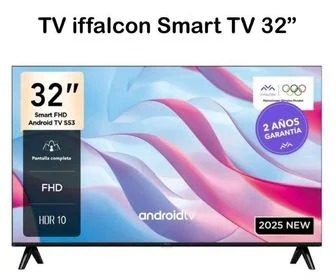 TV iffalcon Smart TV 32”
32”
Smart FHD
Android TV S53
Pantalla completa
FHD
HDR 10
androidtv
2 AÑOS
GARANTÍA
2025 NEW